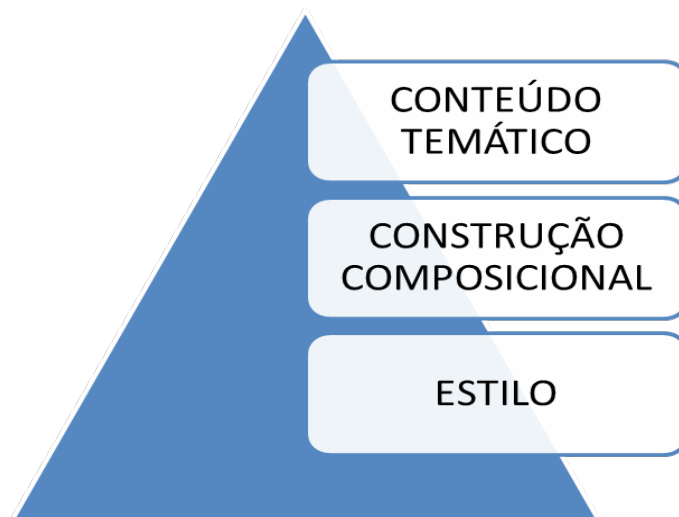 CONTEÚDO
TEMÁTICO
CONSTRUÇÃO
COMPOSICIONAL
ESTILO